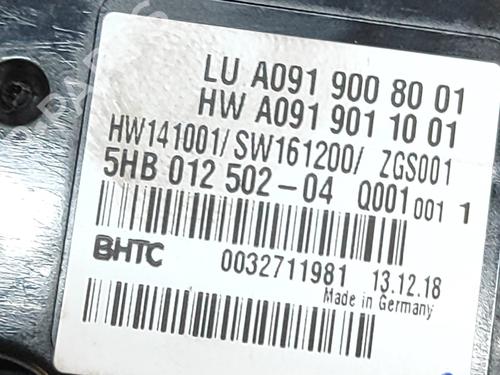 LU A091 900 80 01
HW A091 901 10 01
HW141001/ SW161200/ ZGS001
5HB 012 502-04 Q001 001 1
BHTC 0032711981 13.12.18
Made in Germany